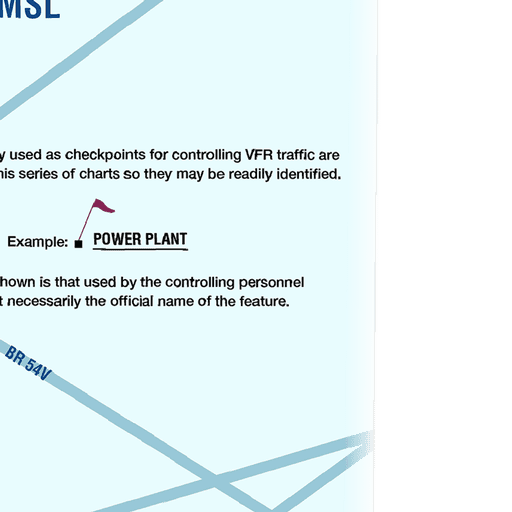 MSL
y used as checkpoints for controlling VFR traffic are
his series of charts so they may be readily identified.
Example: POWER PLANT
hown is that used by the controlling personnel
t necessarily the official name of the feature.
BR 54V